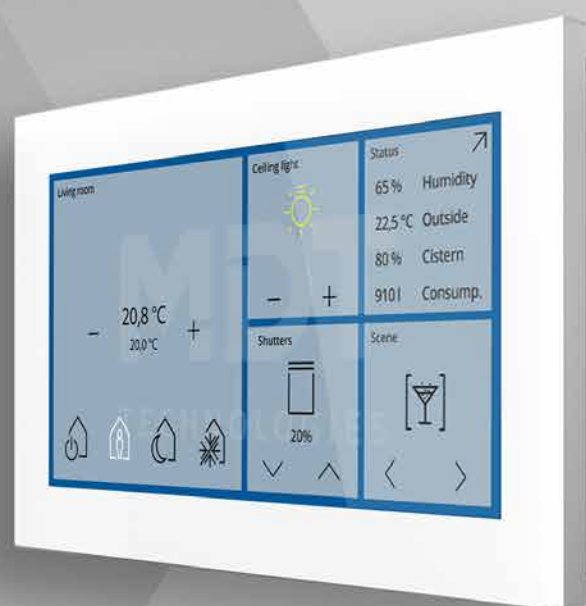 Living room
20,8 °C
− +
20,0 °C
Ceiling light
− +
Shutters
20%
Status
65 % Humidity
22,5 °C Outside
80 % Cistern
910 l Consump.
Scene
MDT
TECHNOLOGIES